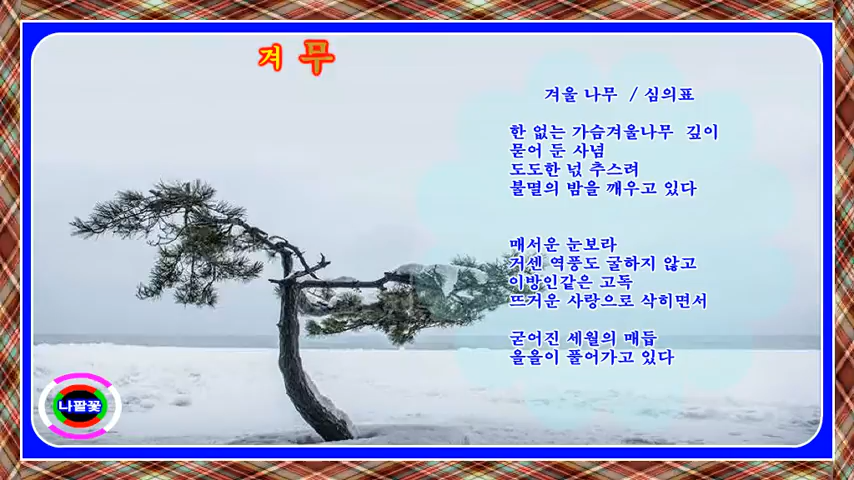 겨 무
겨울 나무 / 심의표
한 없는 가슴겨울나무 깊이
묻어 둔 사념
도도한 넋 추스려
불멸의 밤을 깨우고 있다
매서운 눈보라
거센 역풍도 굴하지 않고
이방인같은 고독
뜨거운 사랑으로 삭히면서
굳어진 세월의 매듭
올올이 풀어가고 있다
나팔꽃